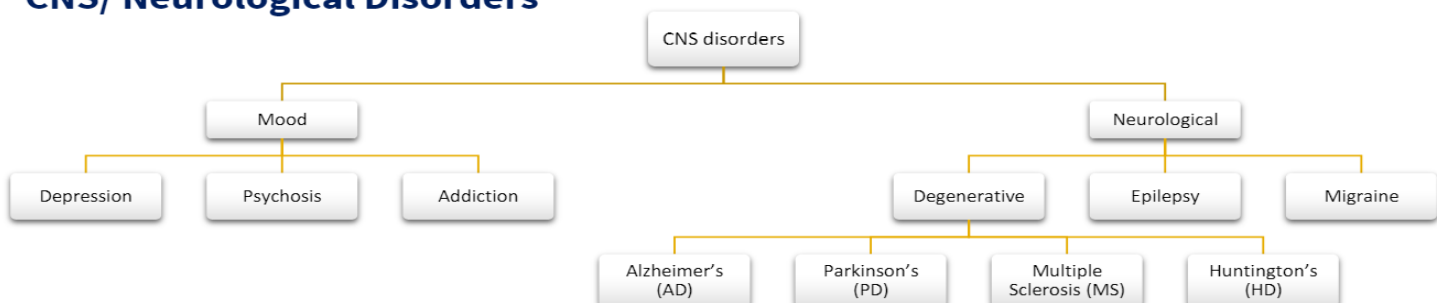 CNS/ Neurological Disorders
CNS disorders
Mood
Neurological
Depression
Psychosis
Addiction
Degenerative
Epilepsy
Migraine
Alzheimer’s
(AD)
Parkinson’s
(PD)
Multiple
Sclerosis (MS)
Huntington’s
(HD)